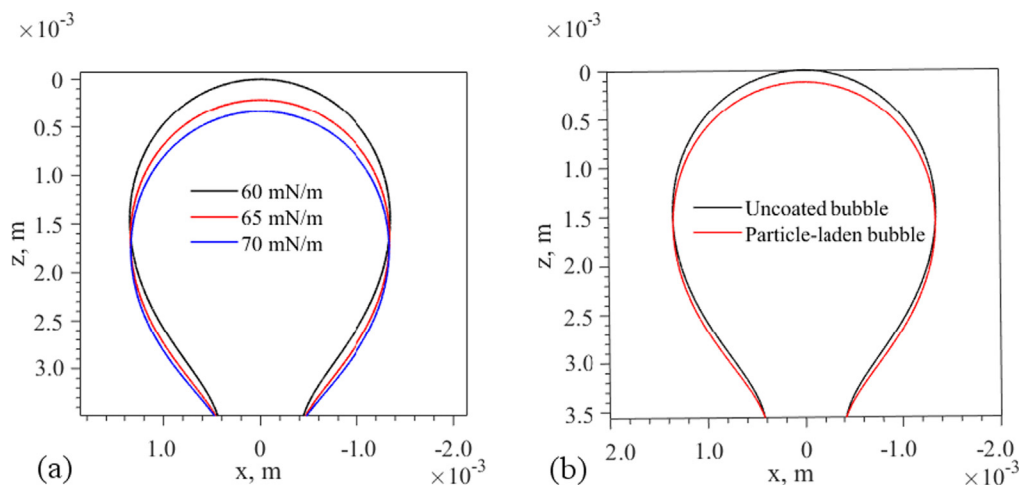 ×10⁻³
0
0.5
1.0
1.5
2.0
2.5
3.0
z, m
60 mN/m
65 mN/m
70 mN/m
1.0 0 -1.0 -2.0
x, m
×10⁻³
(a)
×10⁻³
0
0.5
1.0
1.5
2.0
2.5
3.0
3.5
z, m
Uncoated bubble
Particle-laden bubble
2.0 1.0 0 -1.0 -2.0
x, m
×10⁻³
(b)